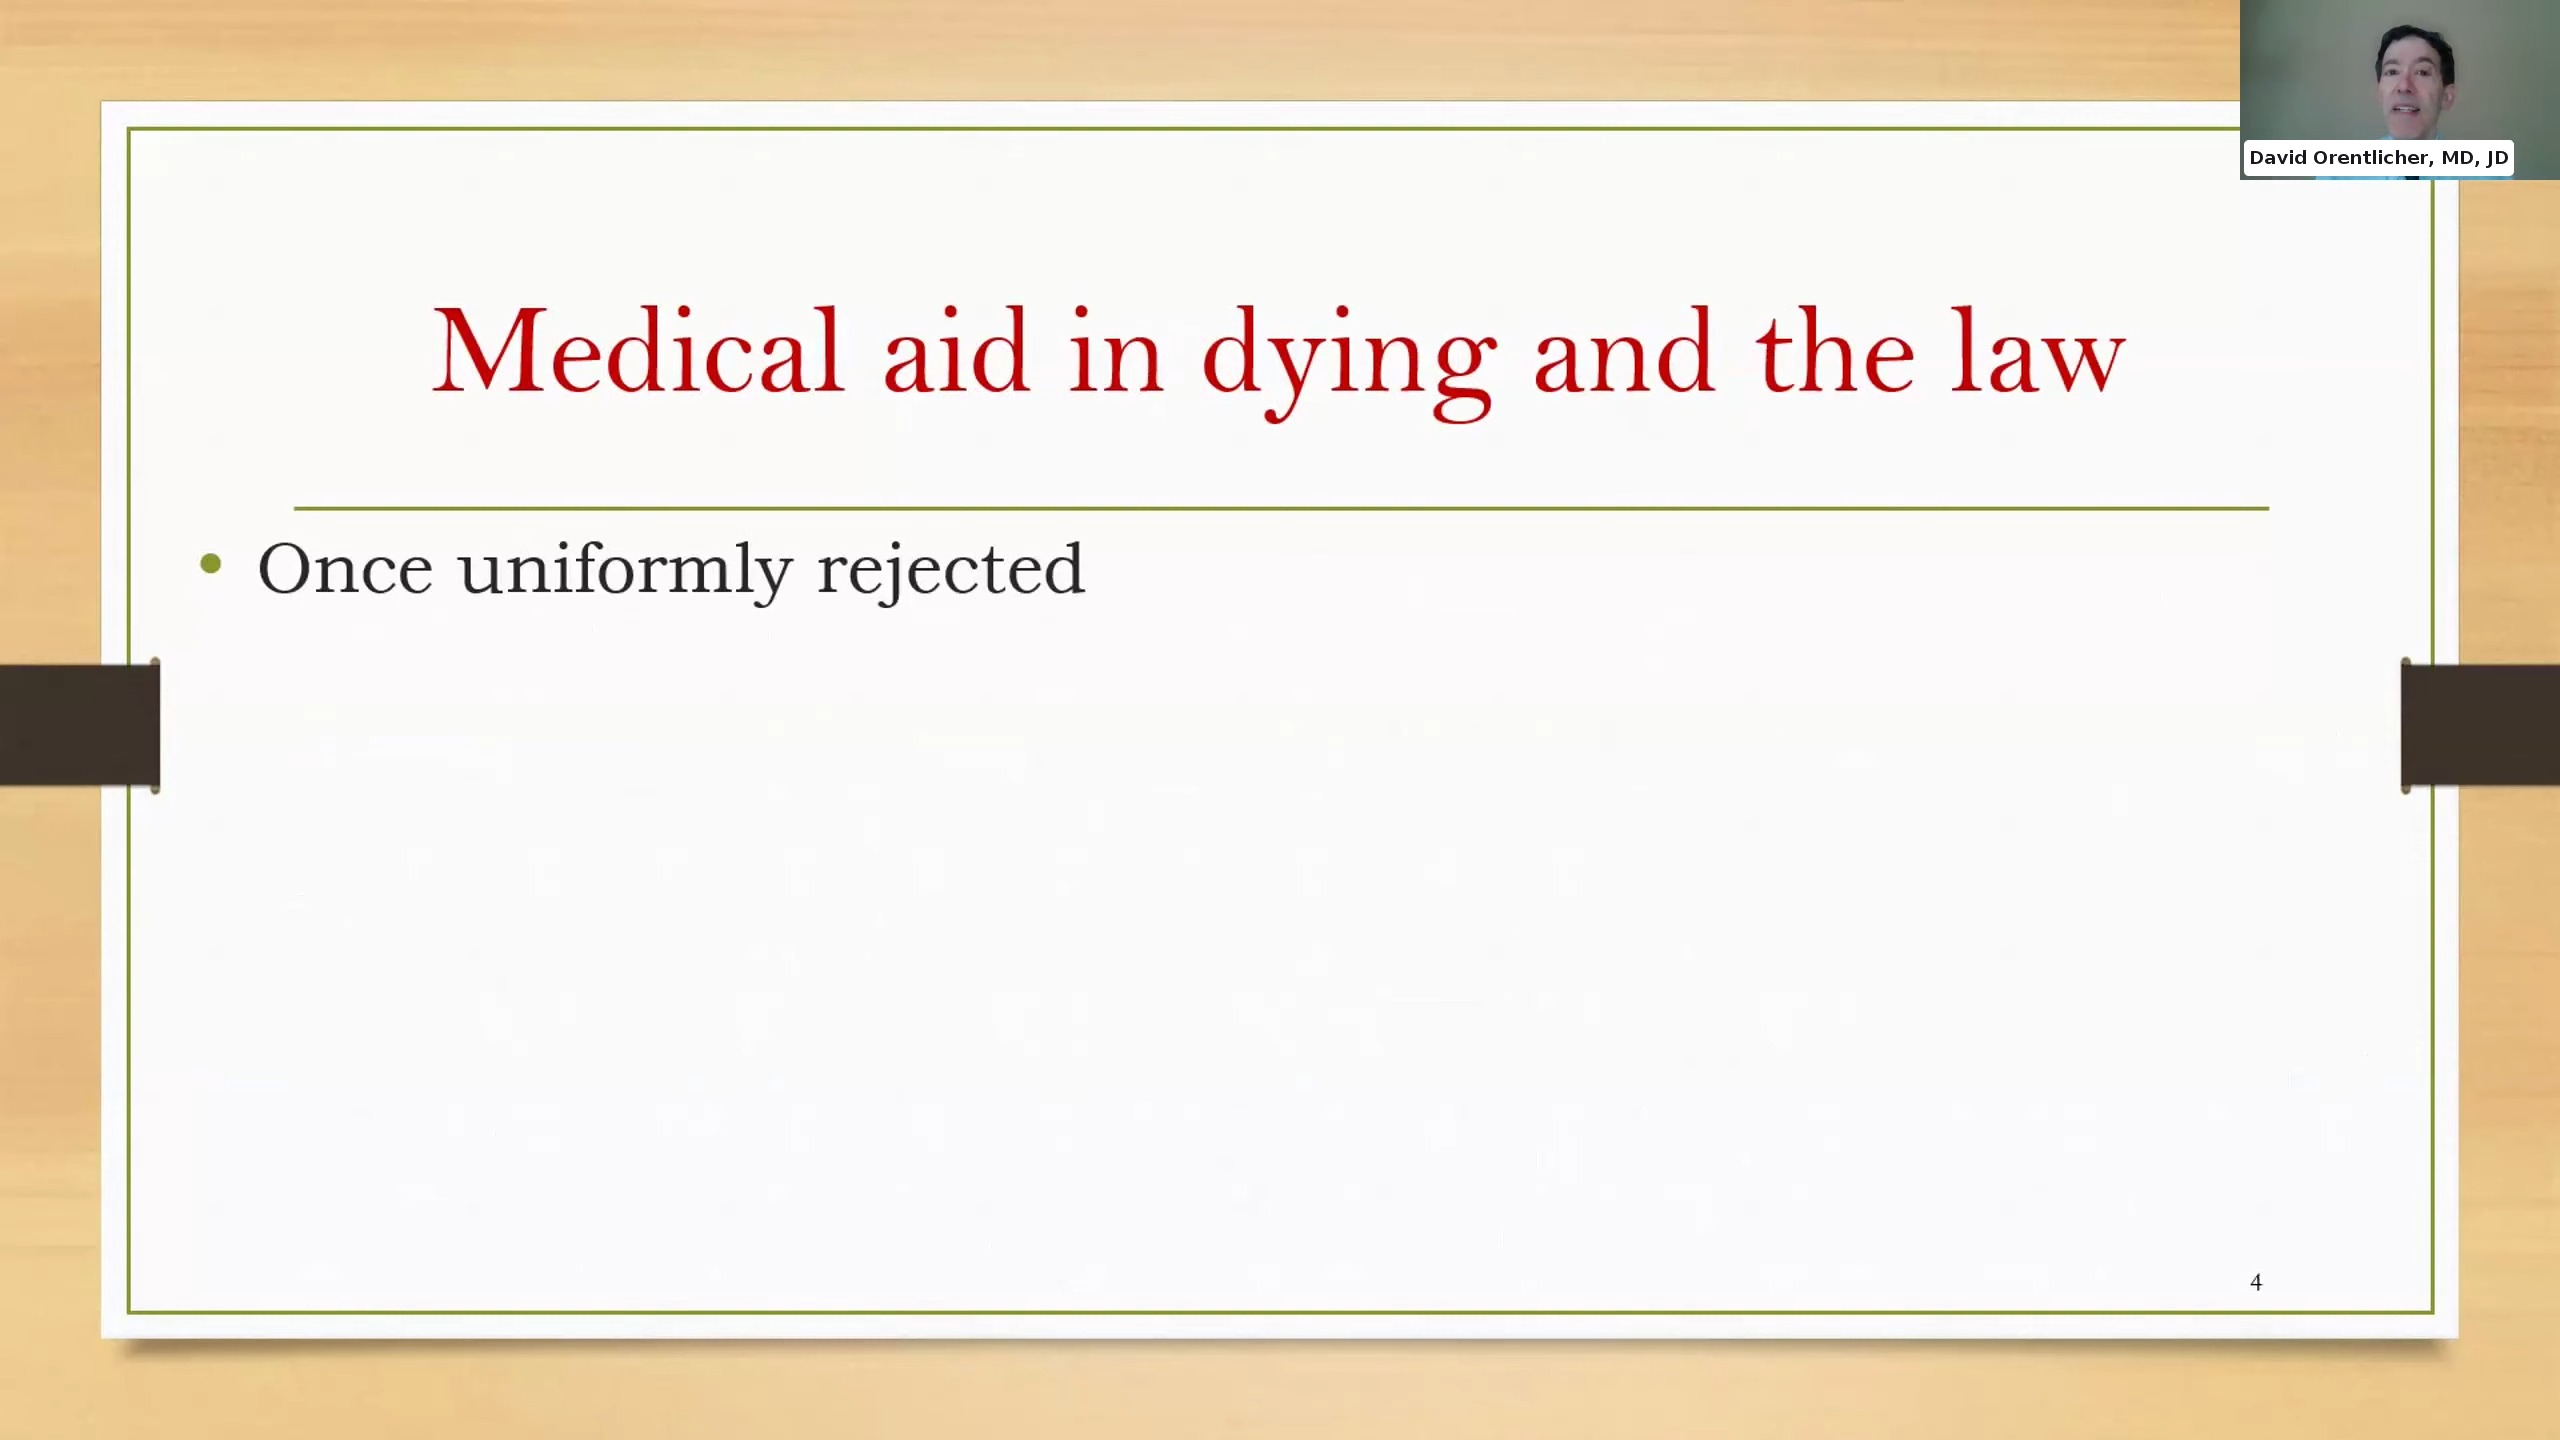 David Orentlicher, MD, JD
Medical aid in dying and the law
• Once uniformly rejected
4